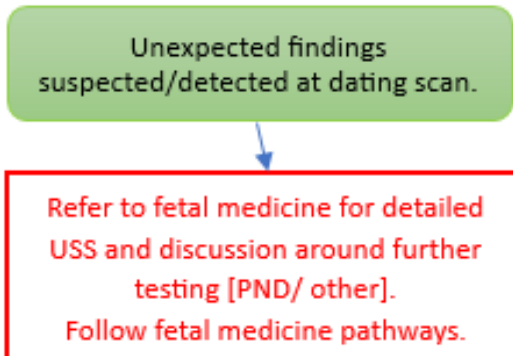 Unexpected findings
suspected/detected at dating scan.
Refer to fetal medicine for detailed
USS and discussion around further
testing [PND/ other].
Follow fetal medicine pathways.